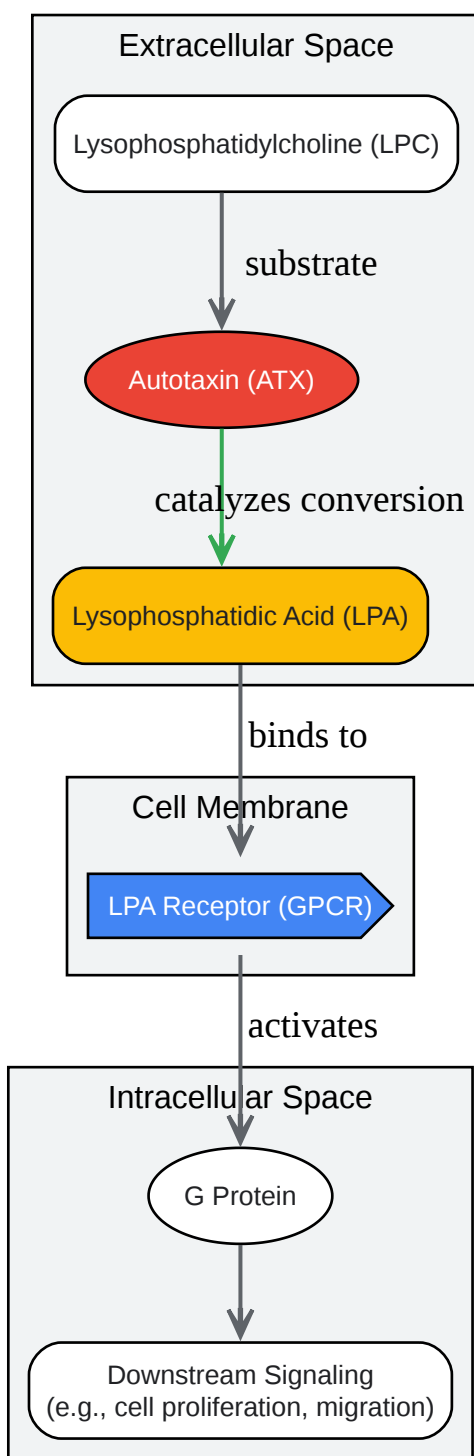 Extracellular Space
Lysophosphatidylcholine (LPC)
substrate
Autotaxin (ATX)
catalyzes conversion
Lysophosphatidic Acid (LPA)
binds to
Cell Membrane
LPA Receptor (GPCR)
activates
Intracellular Space
G Protein
Downstream Signaling
(e.g., cell proliferation, migration)